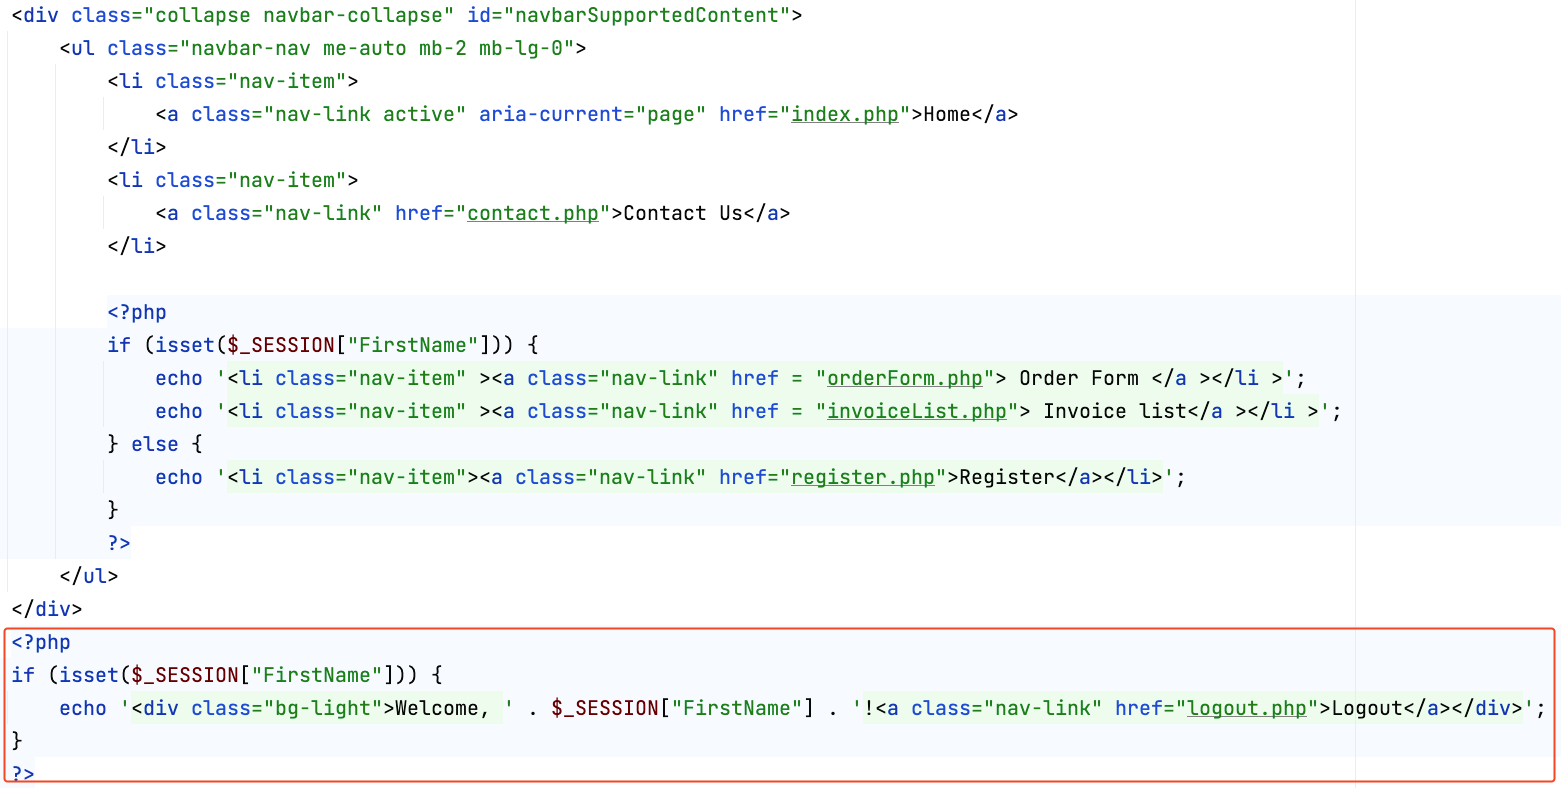 <div class="collapse navbar-collapse" id="navbarSupportedContent">
    <ul class="navbar-nav me-auto mb-2 mb-lg-0">
        <li class="nav-item">
            <a class="nav-link active" aria-current="page" href="index.php">Home</a>
        </li>
        <li class="nav-item">
            <a class="nav-link" href="contact.php">Contact Us</a>
        </li>

        <?php
        if (isset($_SESSION["FirstName"])) {
            echo '<li class="nav-item" ><a class="nav-link" href = "orderForm.php"> Order Form </a ></li >';
            echo '<li class="nav-item" ><a class="nav-link" href = "invoiceList.php"> Invoice list</a ></li >';
        } else {
            echo '<li class="nav-item"><a class="nav-link" href="register.php">Register</a></li>';
        }
        ?>
    </ul>
</div>
<?php
if (isset($_SESSION["FirstName"])) {
    echo '<div class="bg-light">Welcome, ' . $_SESSION["FirstName"] . '!<a class="nav-link" href="logout.php">Logout</a></div>';
}
?>